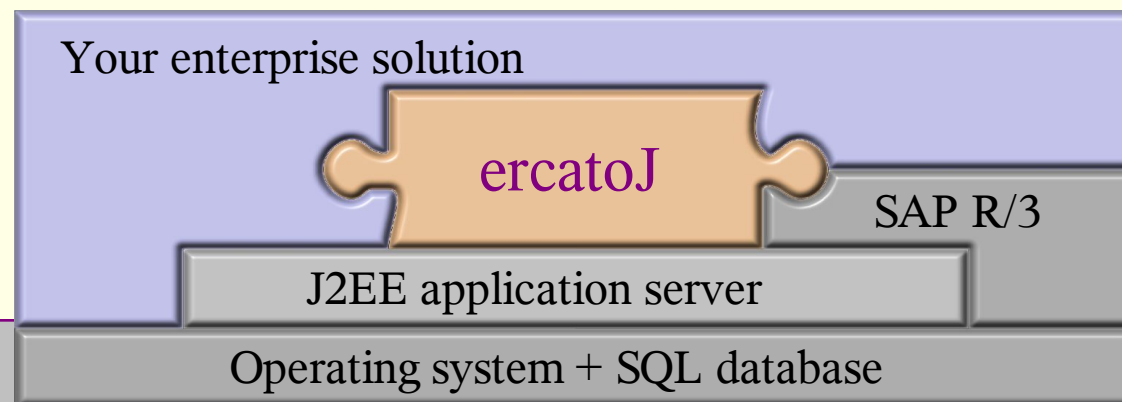 Your enterprise solution
ercatoJ
SAP R/3
J2EE application server
Operating system + SQL database